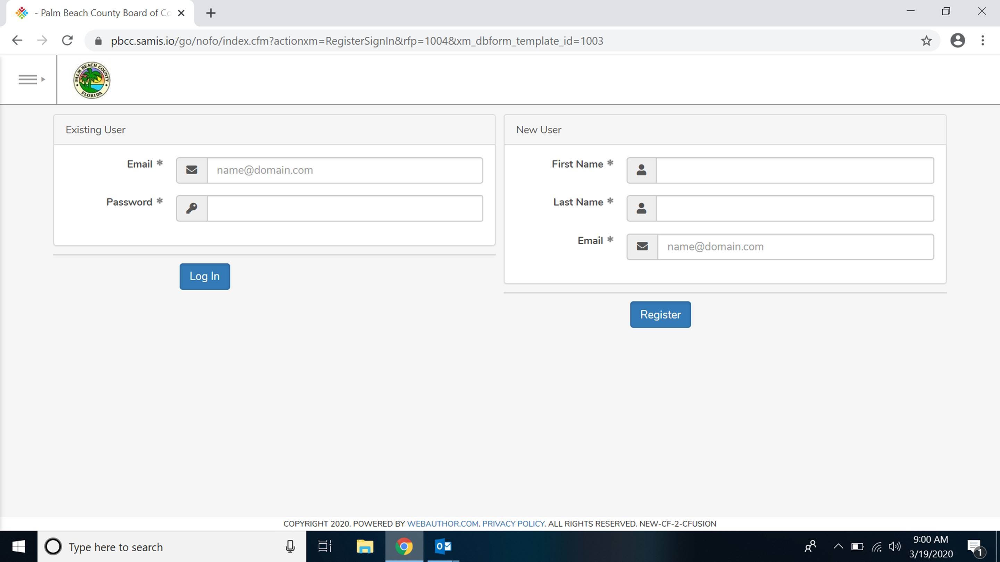 - Palm Beach County Board of Co
pbcc.samis.io/go/nofo/index.cfm?actionxm=RegisterSignIn&rfp=1004&xm_dbform_template_id=1003
PALM BEACH COUNTY
FLORIDA
Existing User
Email *
name@domain.com
Password *
Log In
New User
First Name *
Last Name *
Email *
name@domain.com
Register
COPYRIGHT 2020. POWERED BY WEBAUTHOR.COM. PRIVACY POLICY. ALL RIGHTS RESERVED. NEW-CF-2-CFUSION
Type here to search
9:00 AM
3/19/2020
1